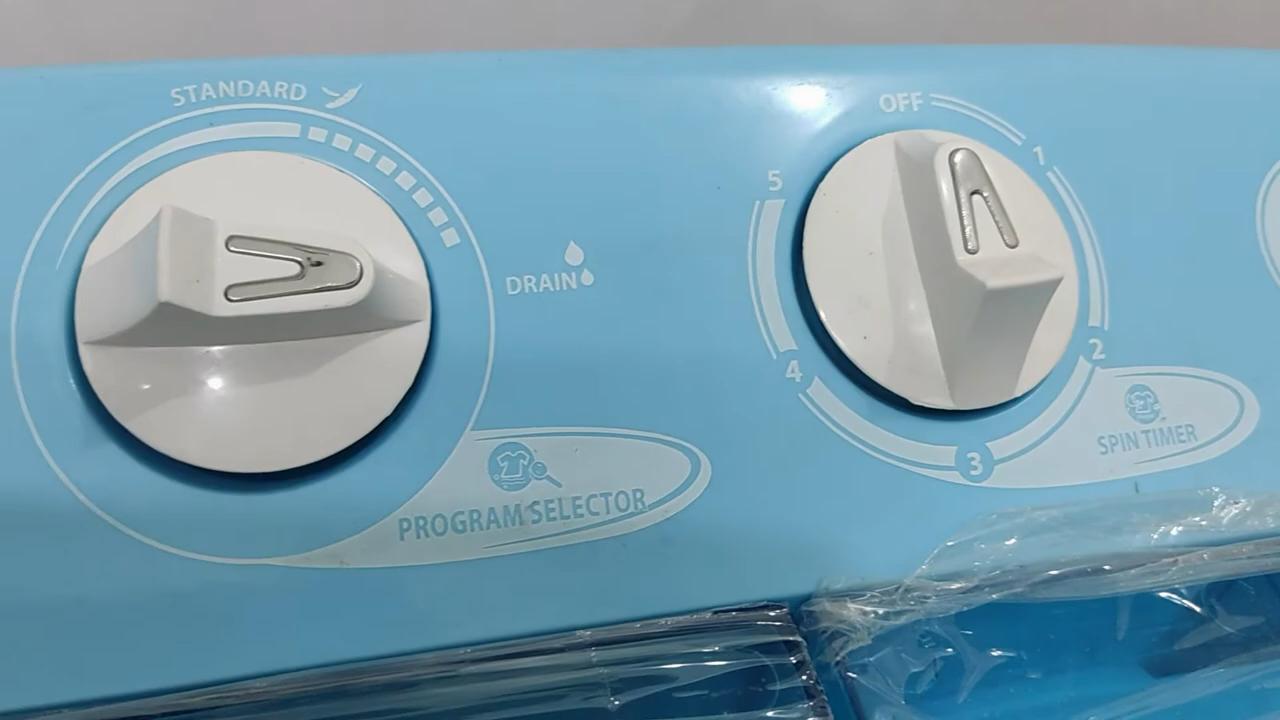 STANDARD
DRAIN
PROGRAM SELECTOR
OFF
1
2
3
4
5
SPIN TIMER